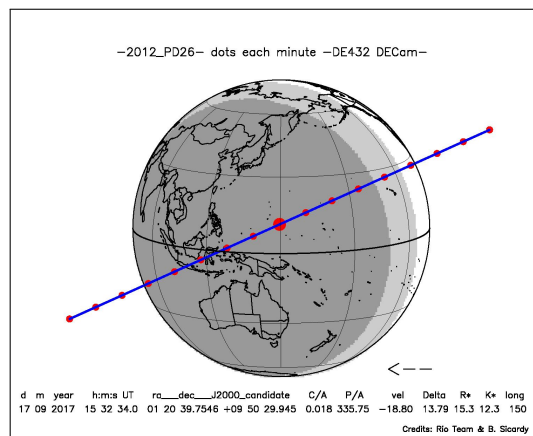 -2012_PD26- dots each minute -DE432 DECam-
d m year h:m:s UT ra___dec___J2000_candidate C/A P/A vel Delta R* K* long
17 09 2017 15 32 34.0 01 20 39.7546 +09 50 29.945 0.018 335.75 -18.80 13.79 15.3 12.3 150
Credits: Rio Team & B. Sicardy